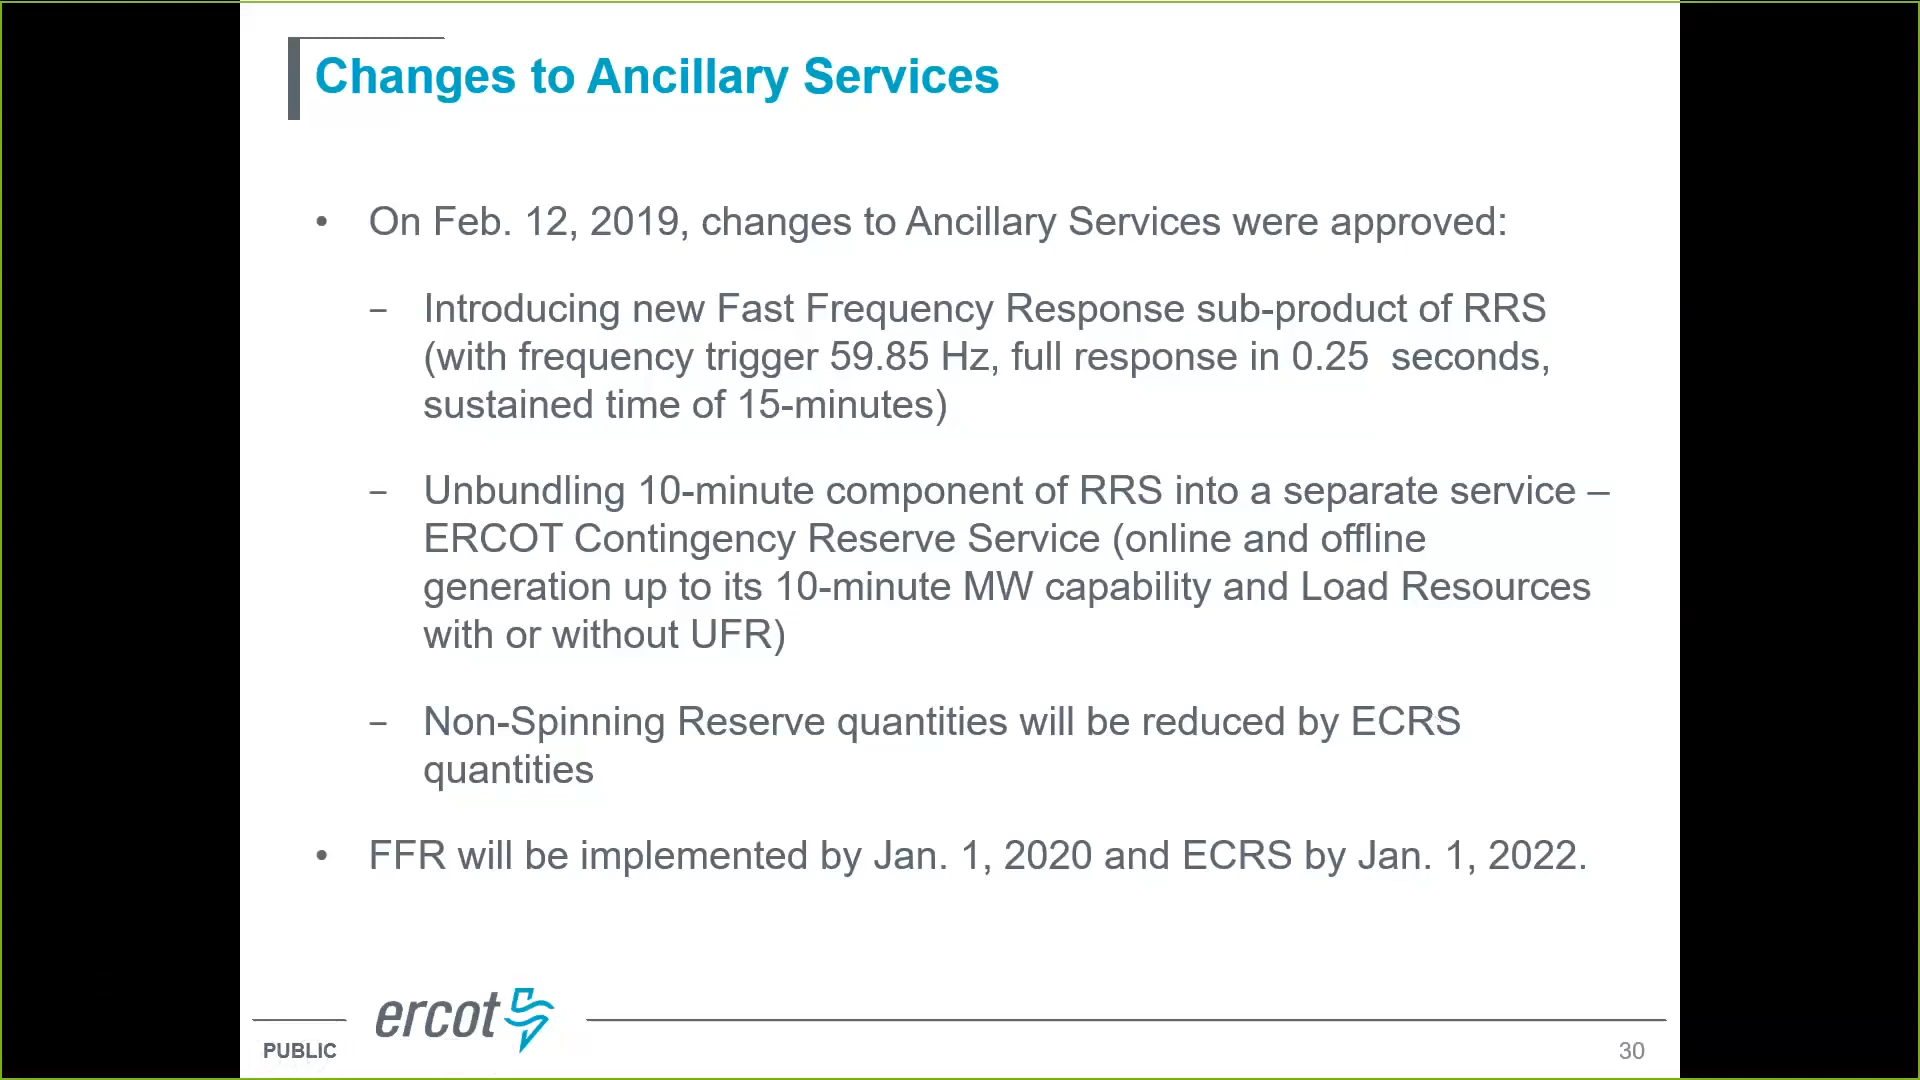 Changes to Ancillary Services
• On Feb. 12, 2019, changes to Ancillary Services were approved:
– Introducing new Fast Frequency Response sub-product of RRS
(with frequency trigger 59.85 Hz, full response in 0.25 seconds,
sustained time of 15-minutes)
– Unbundling 10-minute component of RRS into a separate service –
ERCOT Contingency Reserve Service (online and offline
generation up to its 10-minute MW capability and Load Resources
with or without UFR)
– Non-Spinning Reserve quantities will be reduced by ECRS
quantities
• FFR will be implemented by Jan. 1, 2020 and ECRS by Jan. 1, 2022.
ercot
PUBLIC
30